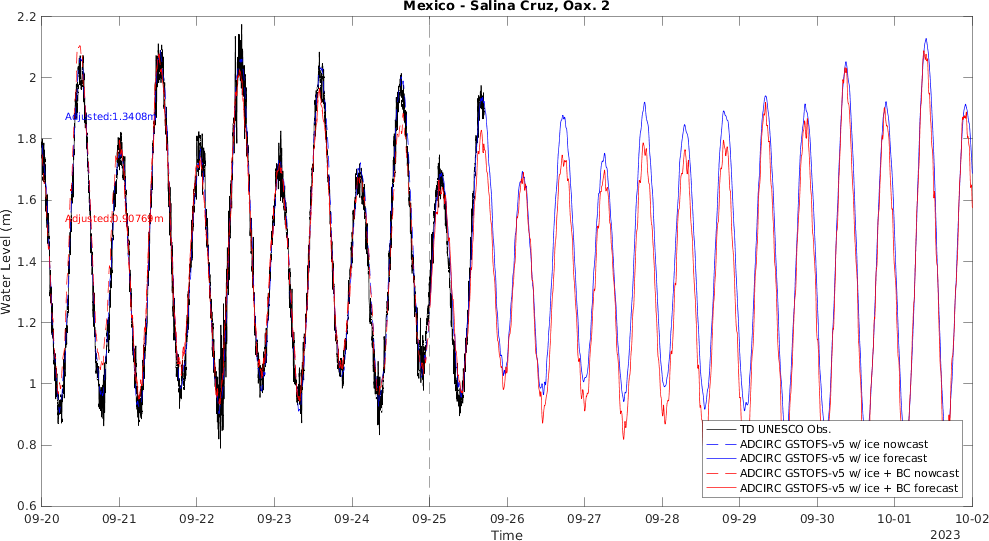 Mexico - Salina Cruz, Oax. 2
Water Level (m)
2.2
2
1.8
1.6
1.4
1.2
1
0.8
0.6
Adjusted:1.3408m
Adjusted:0.90769m
TD UNESCO Obs.
ADCIRC GSTOFS-v5 w/ ice nowcast
ADCIRC GSTOFS-v5 w/ ice forecast
ADCIRC GSTOFS-v5 w/ ice + BC nowcast
ADCIRC GSTOFS-v5 w/ ice + BC forecast
09-20 09-21 09-22 09-23 09-24 09-25 09-26 09-27 09-28 09-29 09-30 10-01 10-02
Time
2023